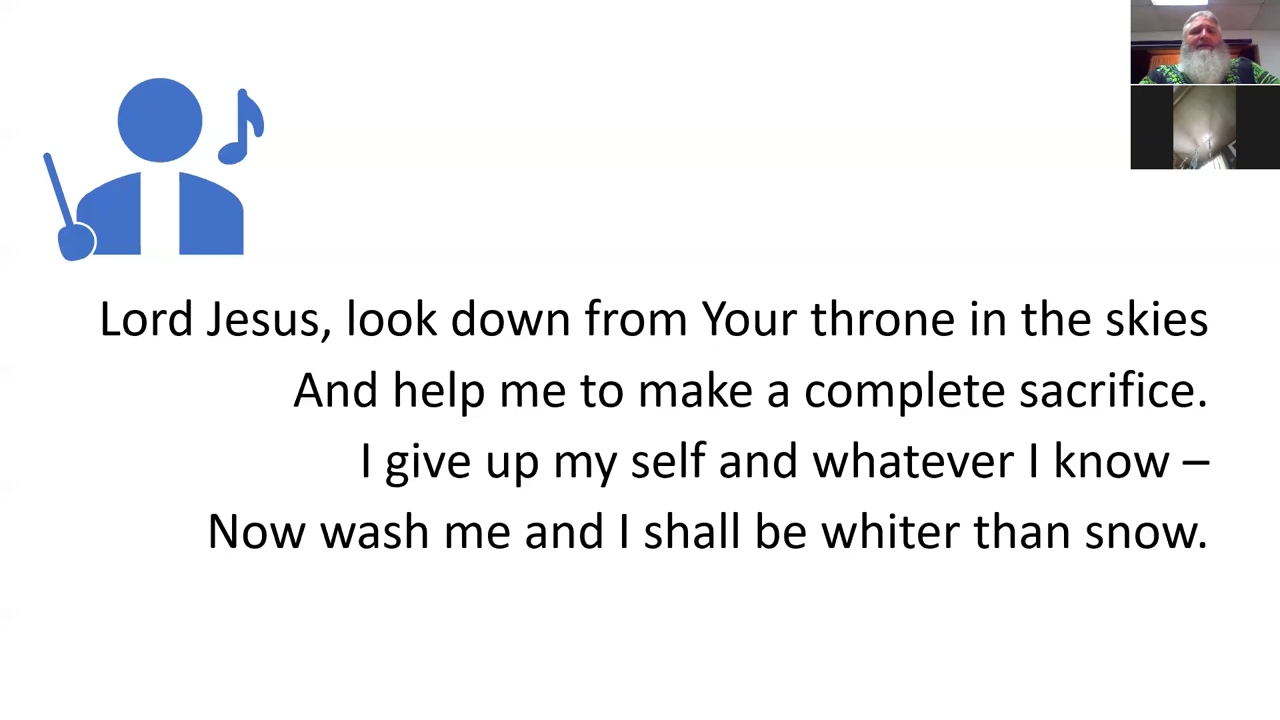 Lord Jesus, look down from Your throne in the skies
And help me to make a complete sacrifice.
I give up my self and whatever I know –
Now wash me and I shall be whiter than snow.